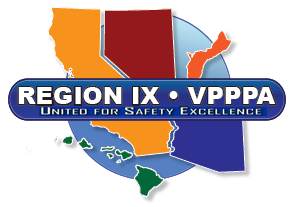 REGION IX • VPPPA
UNITED FOR SAFETY EXCELLENCE